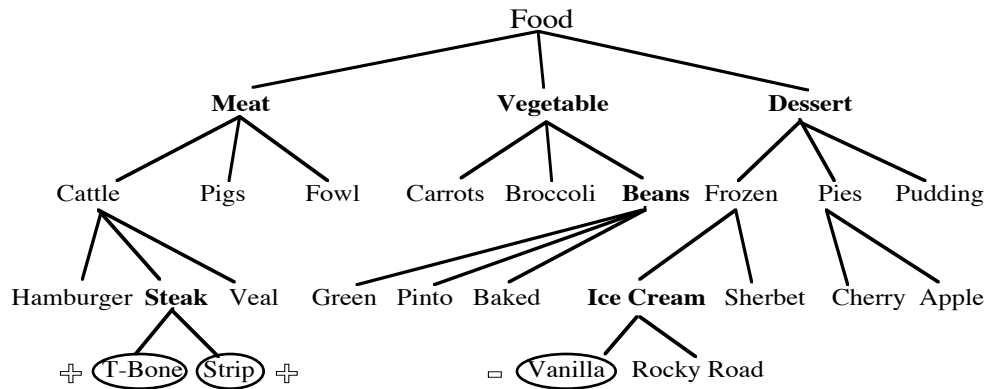 Food
Meat Vegetable Dessert
Cattle Pigs Fowl Carrots Broccoli Beans Frozen Pies Pudding
Hamburger Steak Veal Green Pinto Baked Ice Cream Sherbet Cherry Apple
+ T-Bone Strip + - Vanilla Rocky Road